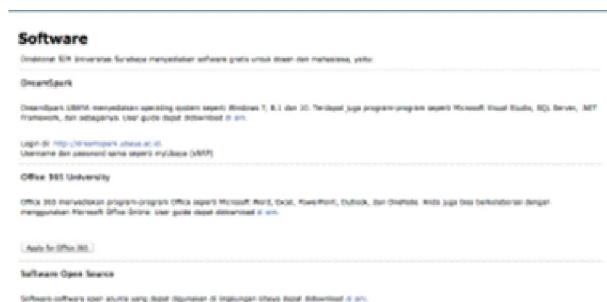 Software
Direktorat SIM Universitas Surabaya menyediakan software gratis untuk dosen dan mahasiswa, yaitu:
DreamSpark
DreamSpark UBAYA menyediakan operating system seperti Windows 7, 8.1 dan 10. Terdapat juga program-program seperti Microsoft Visual Studio, SQL Server, .NET
Framework, dan sebagainya. User guide dapat didownload di sini.
Login di: http://dreamspark.ubaya.ac.id
Username dan password sama seperti my.ubaya
Office 365 University
Office 365 menyediakan program-program Office seperti Microsoft Word, Excel, PowerPoint, Outlook, dan OneNote. Anda juga bisa berkolaborasi dengan
menggunakan Microsoft Office Online. User guide dapat didownload di sini.
Apply for Office 365
Software Open Source
Software-software open source yang dapat digunakan di lingkungan Ubaya dapat didownload di sini.